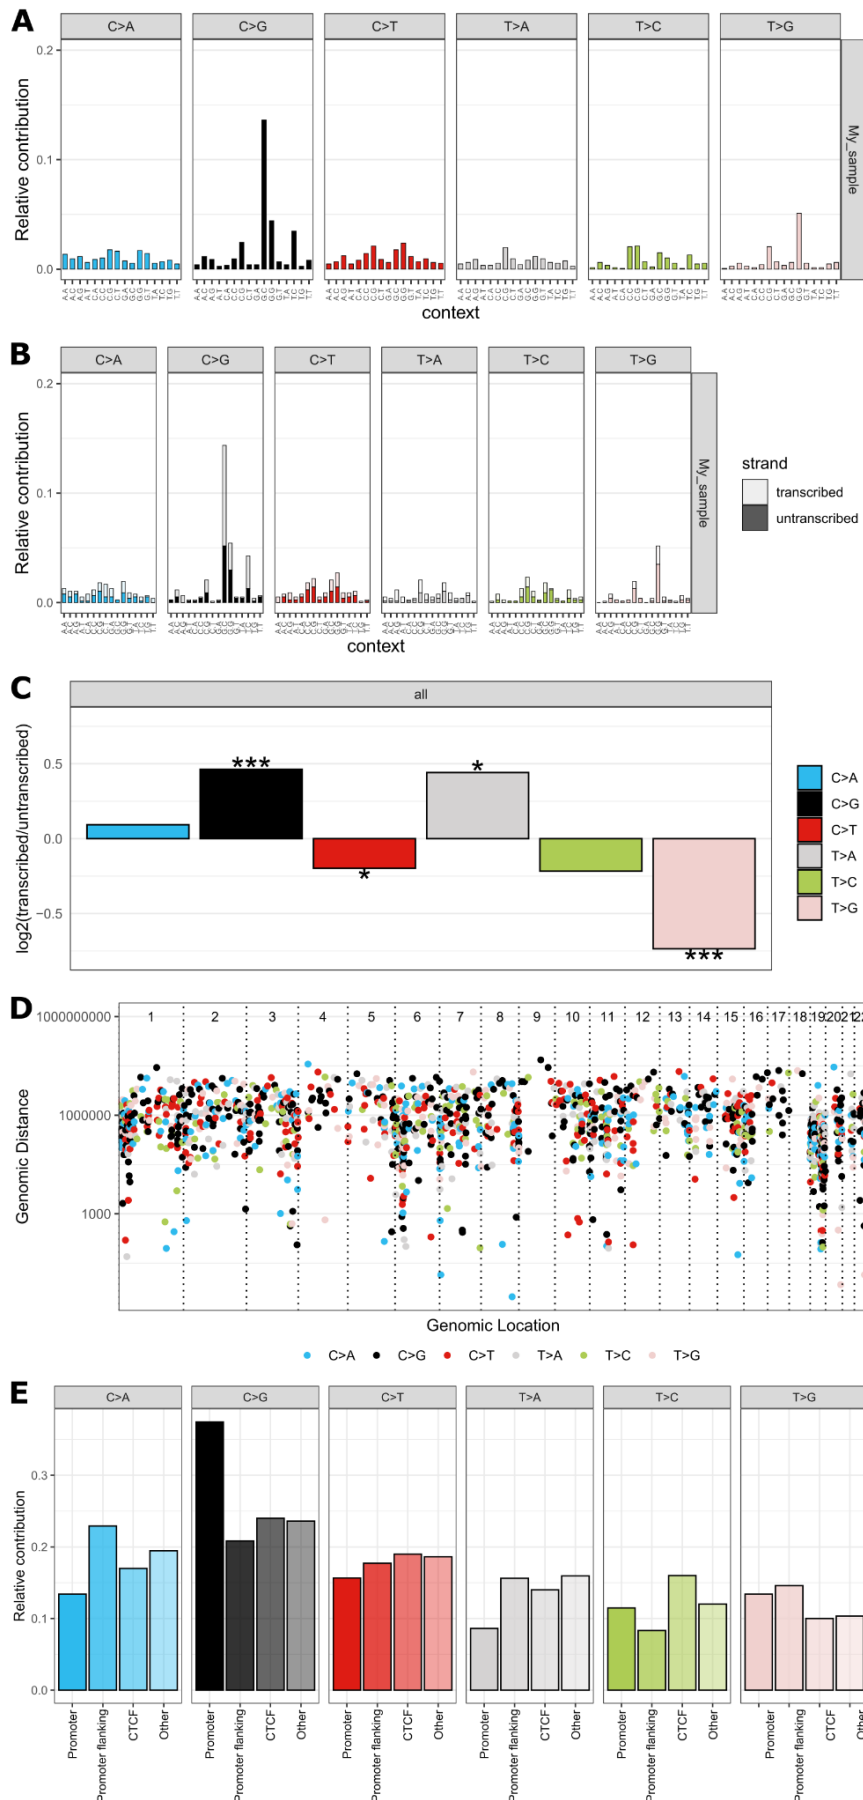 A
C>A C>G C>T T>A T>C T>G
0.2
0.1
0.0
Relative contribution
My_sample
A.A A.C A.G A.T C.A C.C C.G C.T G.A G.C G.G G.T T.A T.C T.G T.T A.A A.C A.G A.T C.A C.C C.G C.T G.A G.C G.G G.T T.A T.C T.G T.T A.A A.C A.G A.T C.A C.C C.G C.T G.A G.C G.G G.T T.A T.C T.G T.T A.A A.C A.G A.T C.A C.C C.G C.T G.A G.C G.G G.T T.A T.C T.G T.T A.A A.C A.G A.T C.A C.C C.G C.T G.A G.C G.G G.T T.A T.C T.G T.T A.A A.C A.G A.T C.A C.C C.G C.T G.A G.C G.G G.T T.A T.C T.G T.T
context
B
C>A C>G C>T T>A T>C T>G
0.2
0.1
0.0
Relative contribution
My_sample
strand
transcribed
untranscribed
context
C
all
0.5
0.0
−0.5
log2(transcribed/untranscribed)
***
*
*
***
C>A
C>G
C>T
T>A
T>C
T>G
D
1 2 3 4 5 6 7 8 9 10 11 12 13 14 15 16 17 18 19 20 21 22
1000000000
1000000
1000
Genomic Distance
Genomic Location
C>A C>G C>T T>A T>C T>G
E
C>A C>G C>T T>A T>C T>G
0.3
0.2
0.1
0.0
Relative contribution
Promoter Promoter flanking CTCF Other Promoter Promoter flanking CTCF Other Promoter Promoter flanking CTCF Other Promoter Promoter flanking CTCF Other Promoter Promoter flanking CTCF Other Promoter Promoter flanking CTCF Other